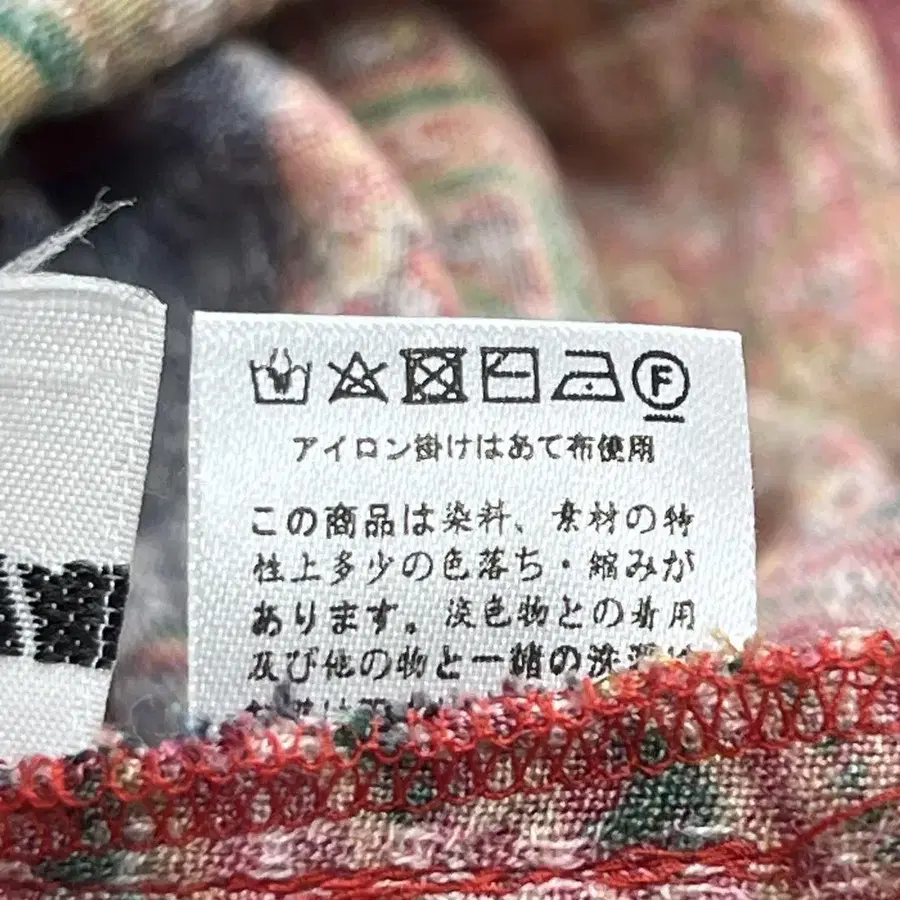 F
アイロン掛けはあて布使用
この商品は染料、素材の特
性上多少の色落ち・縮みが
あります。淡色物との着用
及び他の物と一緒の洗濯は